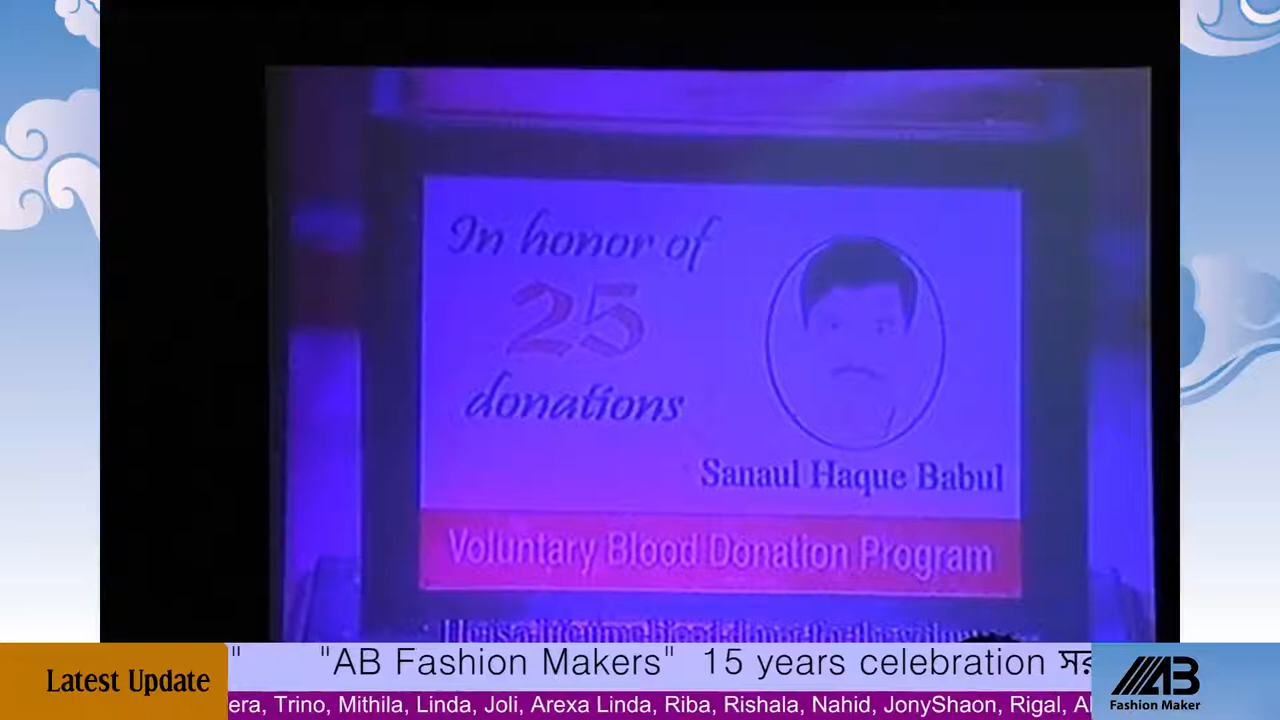 In honor of
25
donations
Sanaul Haque Babul
Voluntary Blood Donation Program
Latest Update
" "AB Fashion Makers" 15 years celebration
era, Trino, Mithila, Linda, Joli, Arexa Linda, Riba, Rishala, Nahid, JonyShaon, Rigal,
AB
Fashion Maker